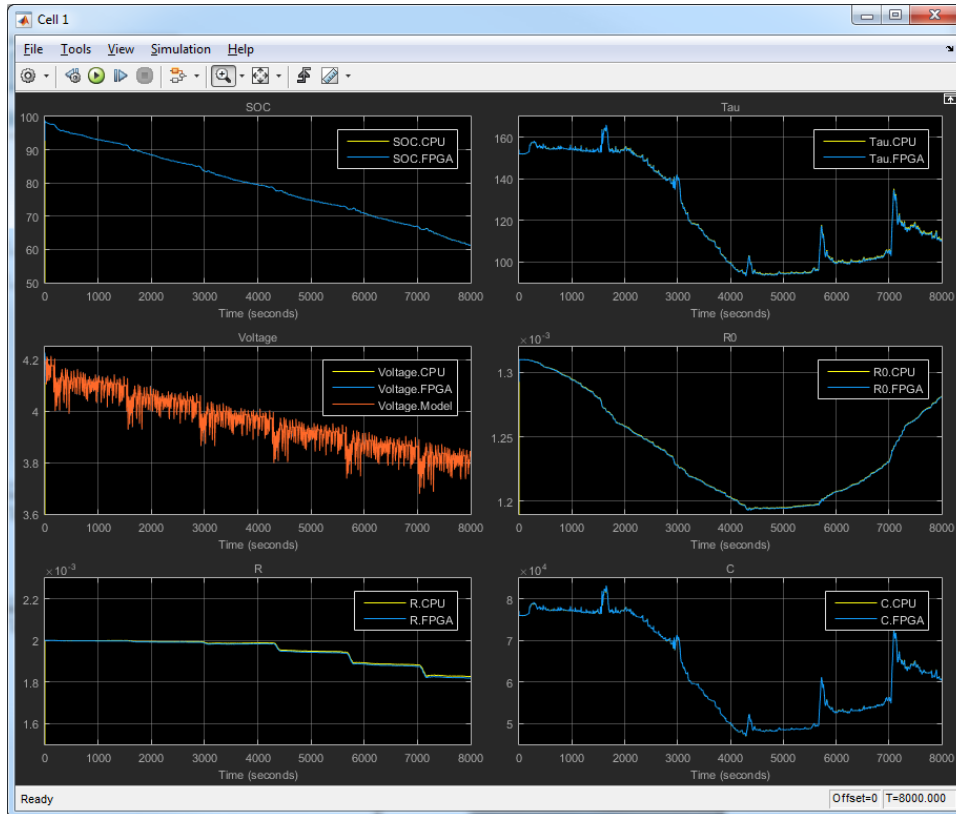 Cell 1
File Tools View Simulation Help
SOC
100
90
80
70
60
50
SOC.CPU
SOC.FPGA
0 1000 2000 3000 4000 5000 6000 7000 8000
Time (seconds)
Tau
160
140
120
100
Tau.CPU
Tau.FPGA
0 1000 2000 3000 4000 5000 6000 7000 8000
Time (seconds)
Voltage
4.2
4
3.8
3.6
Voltage.CPU
Voltage.FPGA
Voltage.Model
0 1000 2000 3000 4000 5000 6000 7000 8000
Time (seconds)
R0
×10⁻³
1.3
1.25
1.2
R0.CPU
R0.FPGA
0 1000 2000 3000 4000 5000 6000 7000 8000
Time (seconds)
R
×10⁻³
2.2
2
1.8
1.6
R.CPU
R.FPGA
0 1000 2000 3000 4000 5000 6000 7000 8000
Time (seconds)
C
×10⁴
8
7
6
5
C.CPU
C.FPGA
0 1000 2000 3000 4000 5000 6000 7000 8000
Time (seconds)
Ready Offset=0 T=8000.000